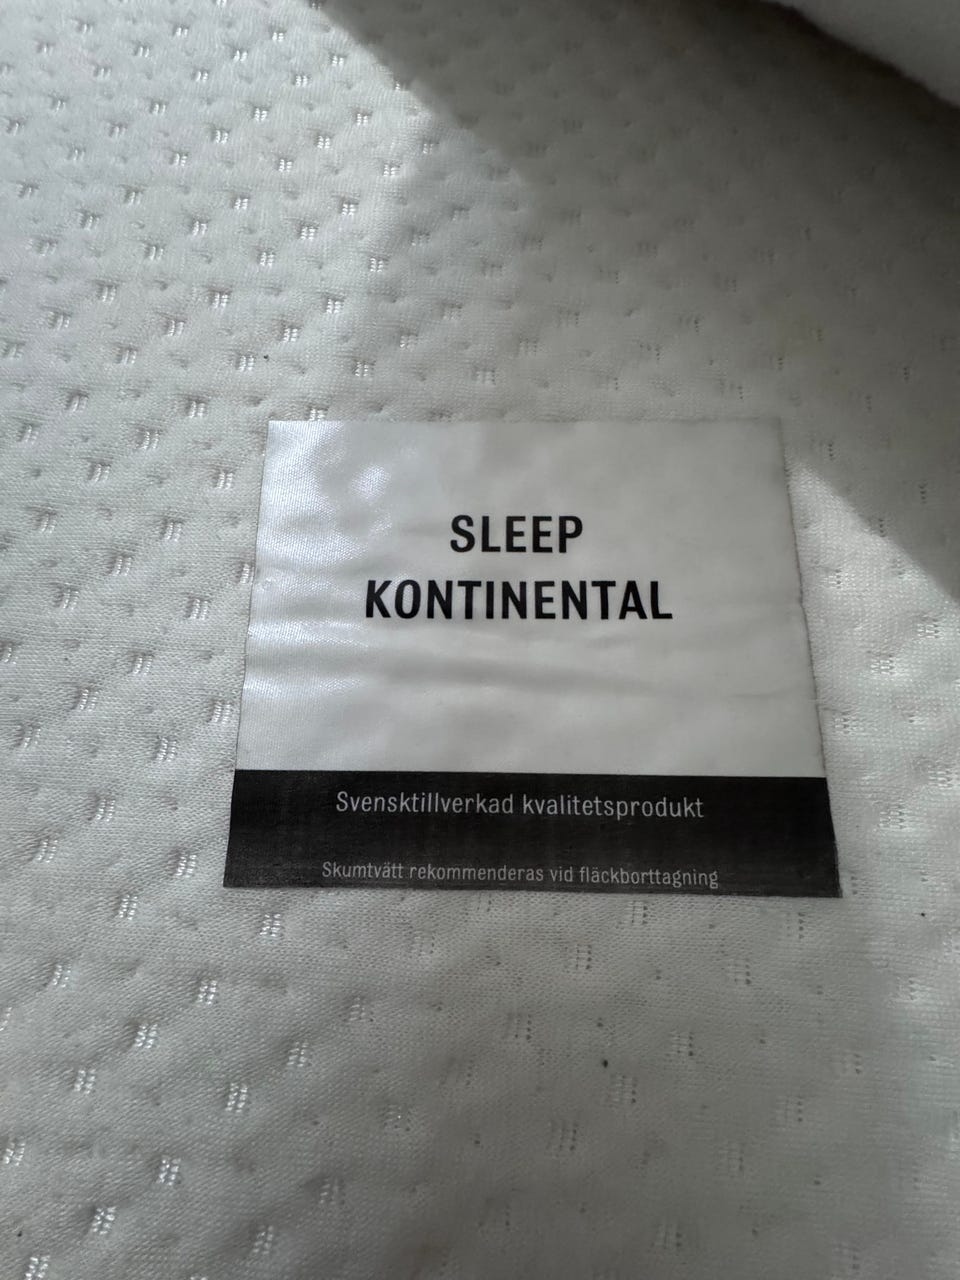 SLEEP
KONTINENTAL
Svensktillverkad kvalitetsprodukt
Skumtvätt rekommenderas vid fläckborttagning